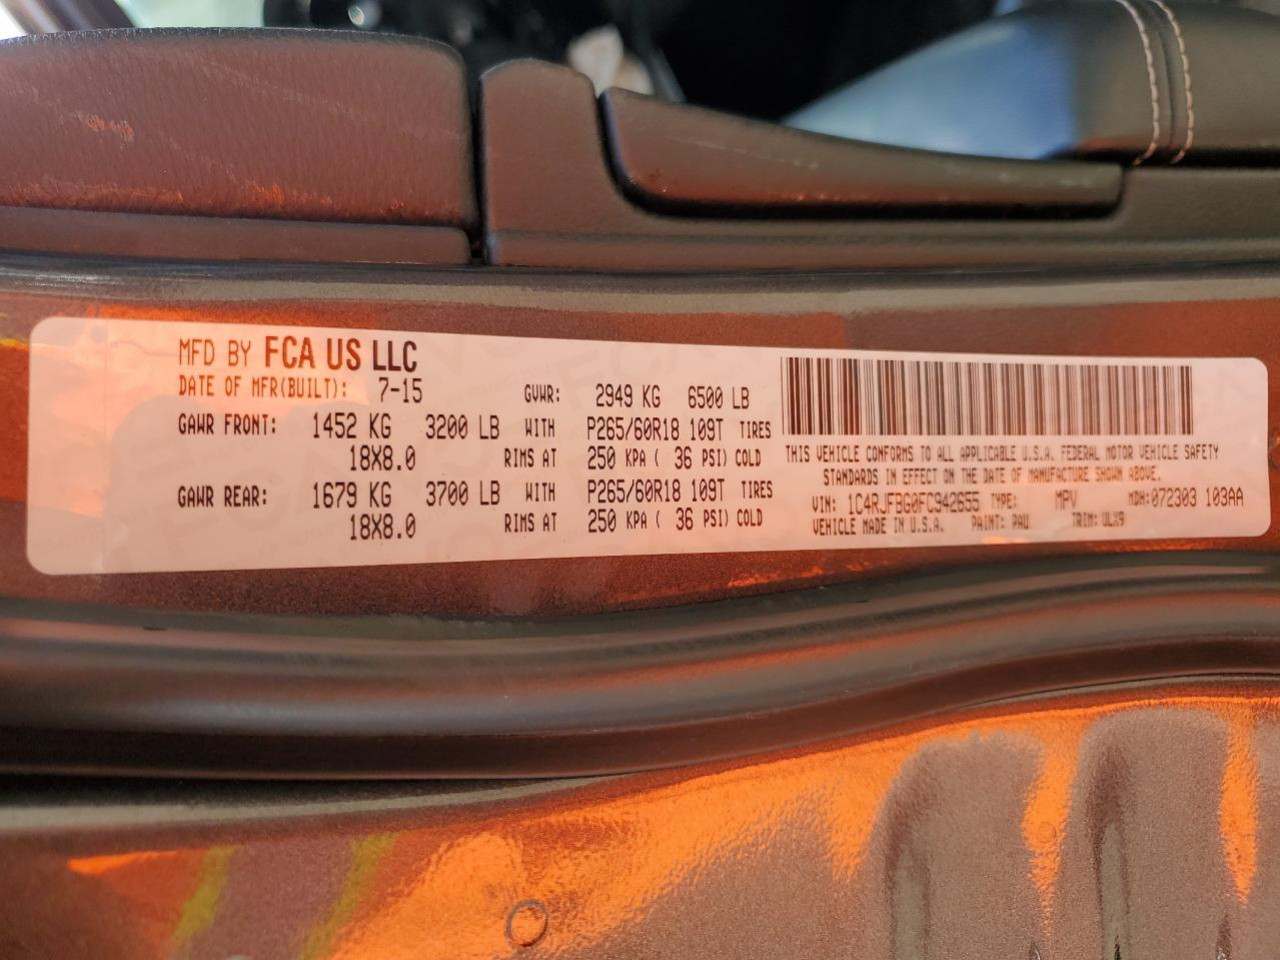 MFD BY FCA US LLC
DATE OF MFR(BUILT): 7-15 GVWR: 2949 KG 6500 LB
GAWR FRONT: 1452 KG 3200 LB WITH P265/60R18 109T TIRES
18X8.0 RIMS AT 250 KPA ( 36 PSI) COLD
GAWR REAR: 1679 KG 3700 LB WITH P265/60R18 109T TIRES
18X8.0 RIMS AT 250 KPA ( 36 PSI) COLD
THIS VEHICLE CONFORMS TO ALL APPLICABLE U.S.A. FEDERAL MOTOR VEHICLE SAFETY
STANDARDS IN EFFECT ON THE DATE OF MANUFACTURE SHOWN ABOVE.
VIN: 1C4RJFBG0FC942655 TYPE: MPV MDH:072303 103AA
VEHICLE MADE IN U.S.A. PAINT: PAU TRIM: ULX9